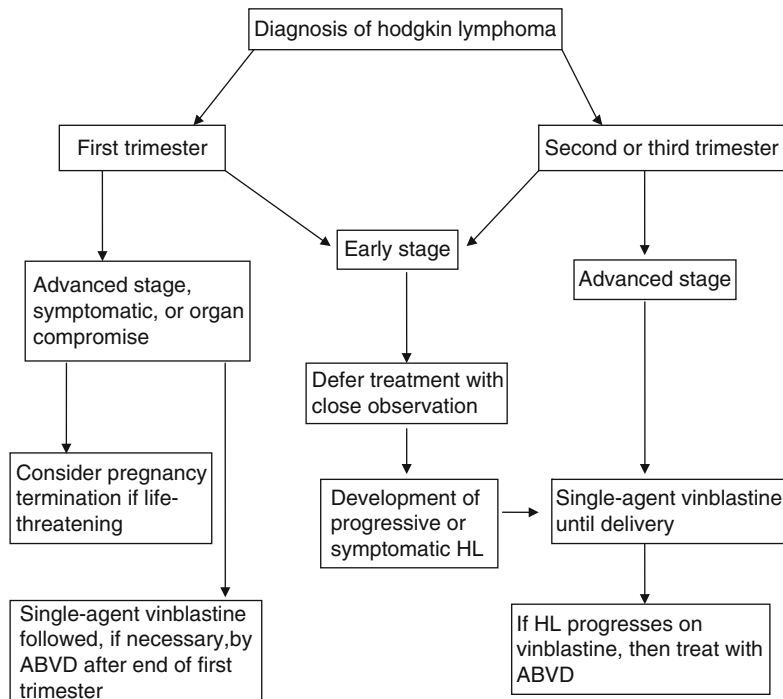 Diagnosis of hodgkin lymphoma
First trimester
Second or third trimester
Early stage
Advanced stage,
symptomatic, or organ
compromise
Advanced stage
Defer treatment with
close observation
Consider pregnancy
termination if life-
threatening
Development of
progressive or
symptomatic HL
Single-agent vinblastine
until delivery
Single-agent vinblastine
followed, if necessary,by
ABVD after end of first
trimester
If HL progresses on
vinblastine, then treat with
ABVD